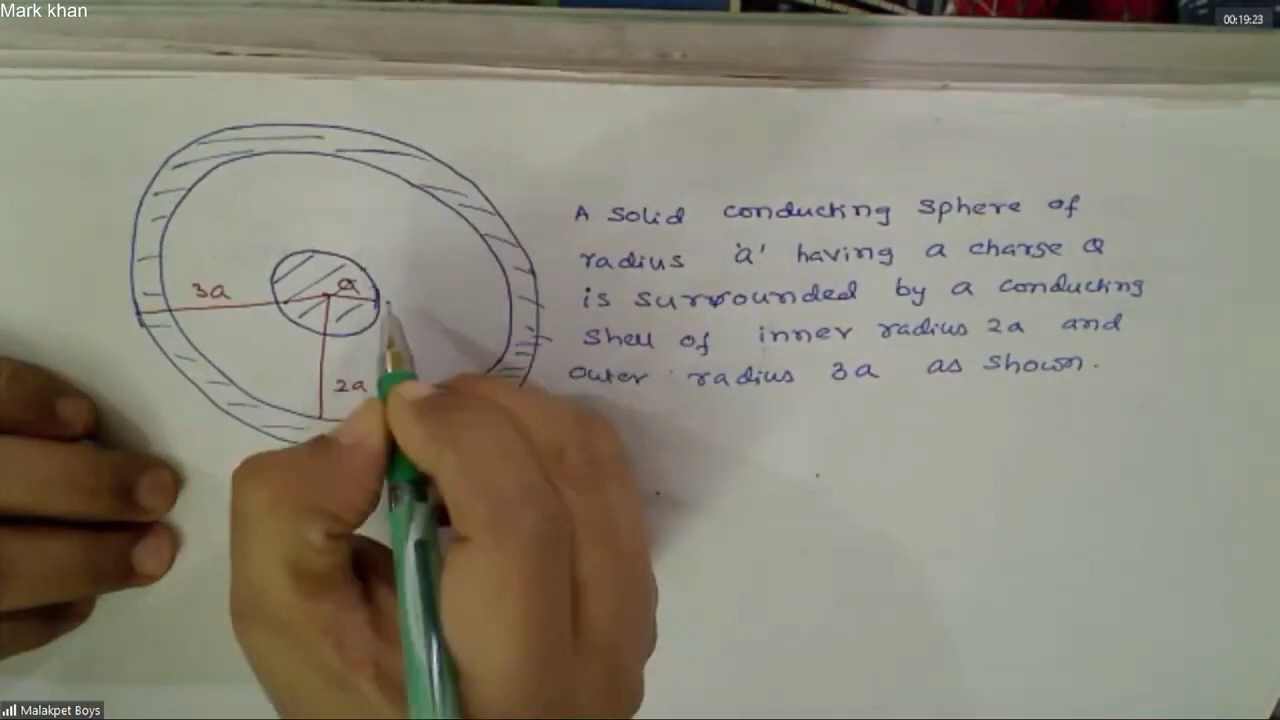 Mark khan
00:19:23
3a
a
2a
A solid conducting sphere of
radius 'a' having a charge Q
is surrounded by a conducting
shell of inner radius 2a and
outer radius 3a as shown.
Malakpet Boys